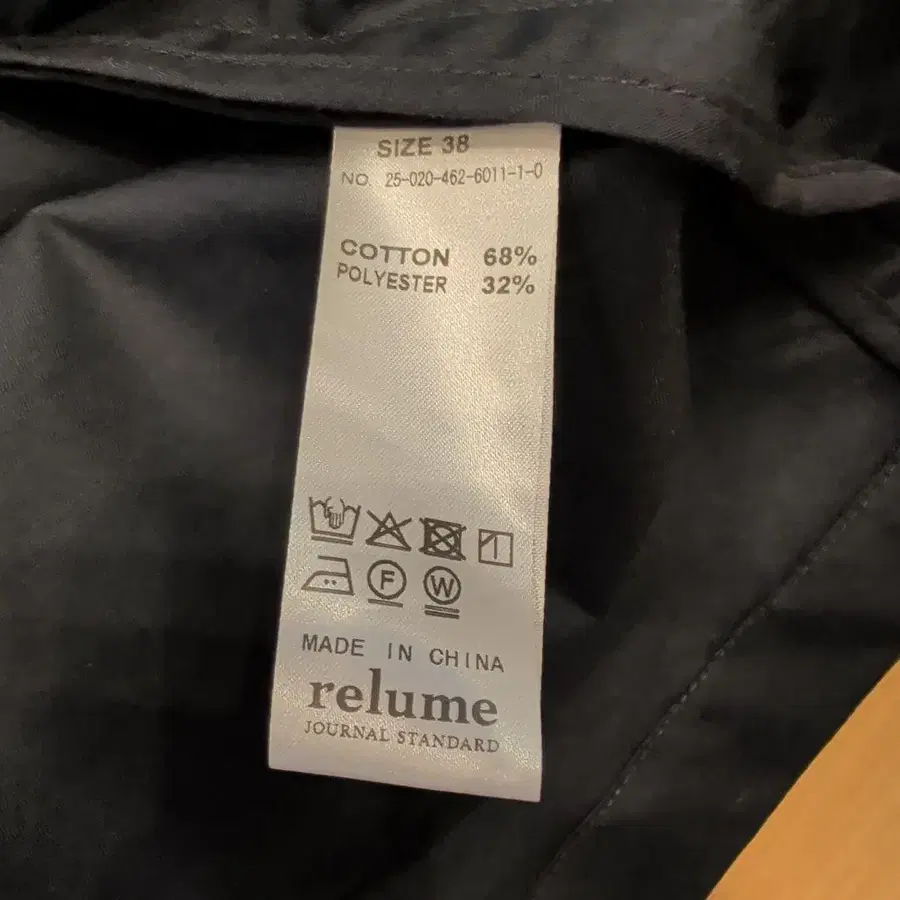 SIZE 38
NO. 25-020-462-6011-1-0
COTTON 68%
POLYESTER 32%
F W
MADE IN CHINA
relume
JOURNAL STANDARD